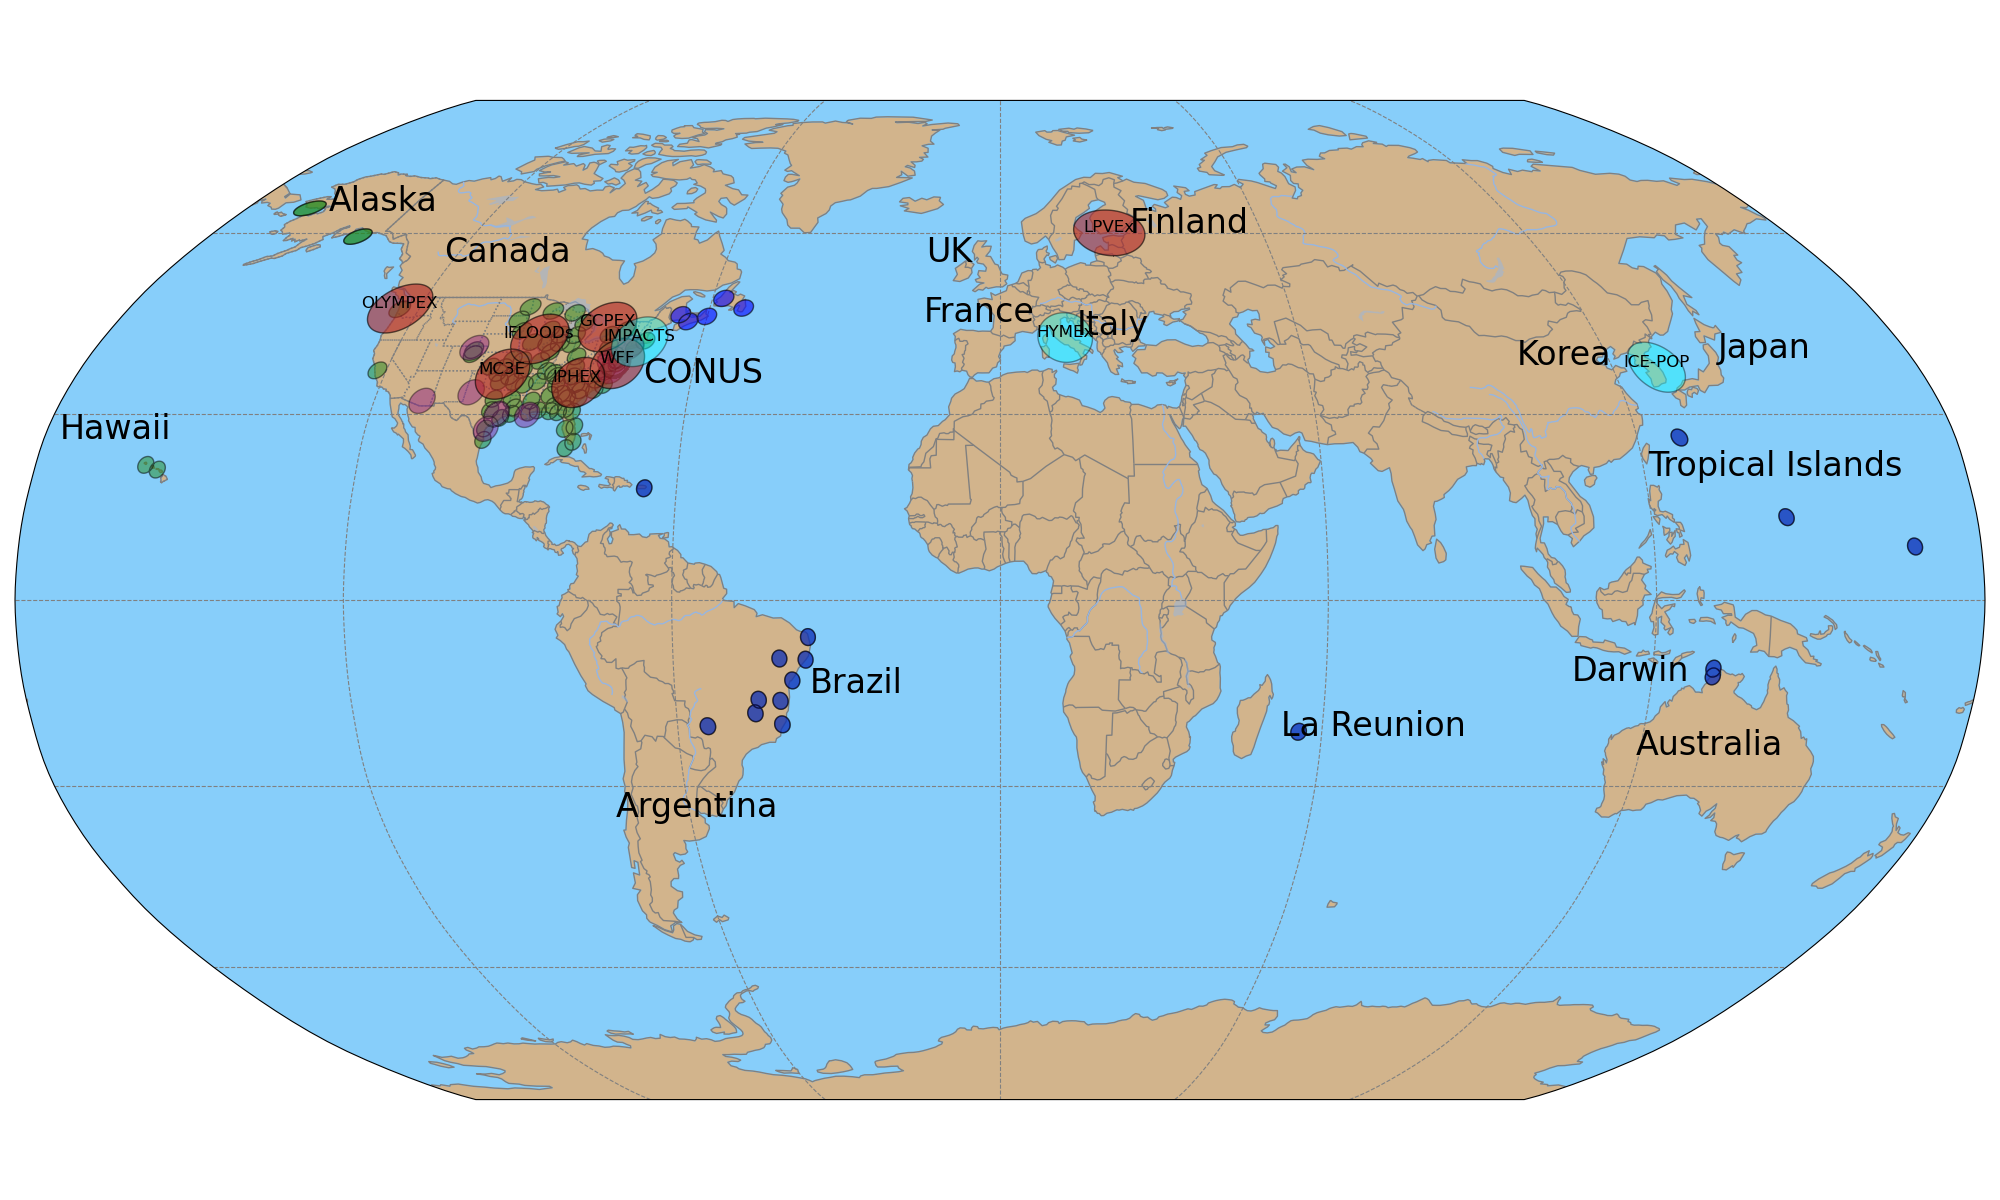 Alaska
Finland
LPVEx
Canada
UK
OLYMPEX
France
GCPEX
Italy
IFLOODs
IMPACTS
HYMEX
Japan
Korea
WFF
ICE-POP
MC3E
CONUS
IPHEX
Hawaii
Tropical Islands
Darwin
Brazil
La Reunion
Australia
Argentina